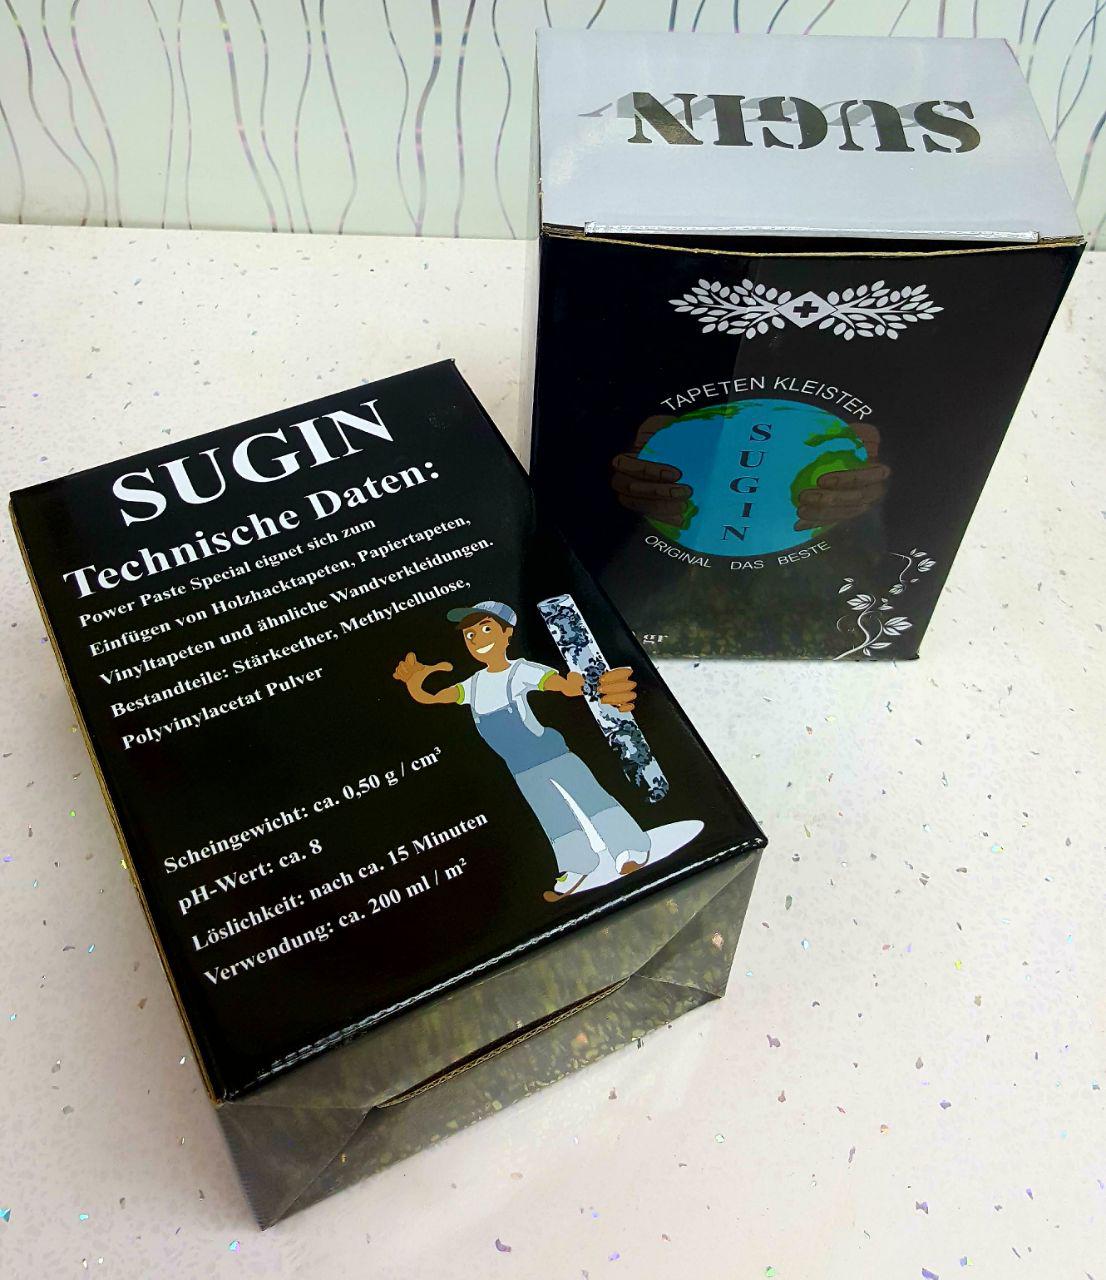 SUGIN
TAPETEN KLEISTER
SUGIN
ORIGINAL DAS BESTE
gr
SUGIN
Technische Daten:
Power Paste Special eignet sich zum
Einfügen von Holzhacktapeten, Papiertapeten,
Vinyltapeten und ähnliche Wandverkleidungen.
Bestandteile: Stärkeether, Methylcellulose,
Polyvinylacetat Pulver
Scheingewicht: ca. 0,50 g / cm³
pH-Wert: ca. 8
Löslichkeit: nach ca. 15 Minuten
Verwendung: ca. 200 ml / m²